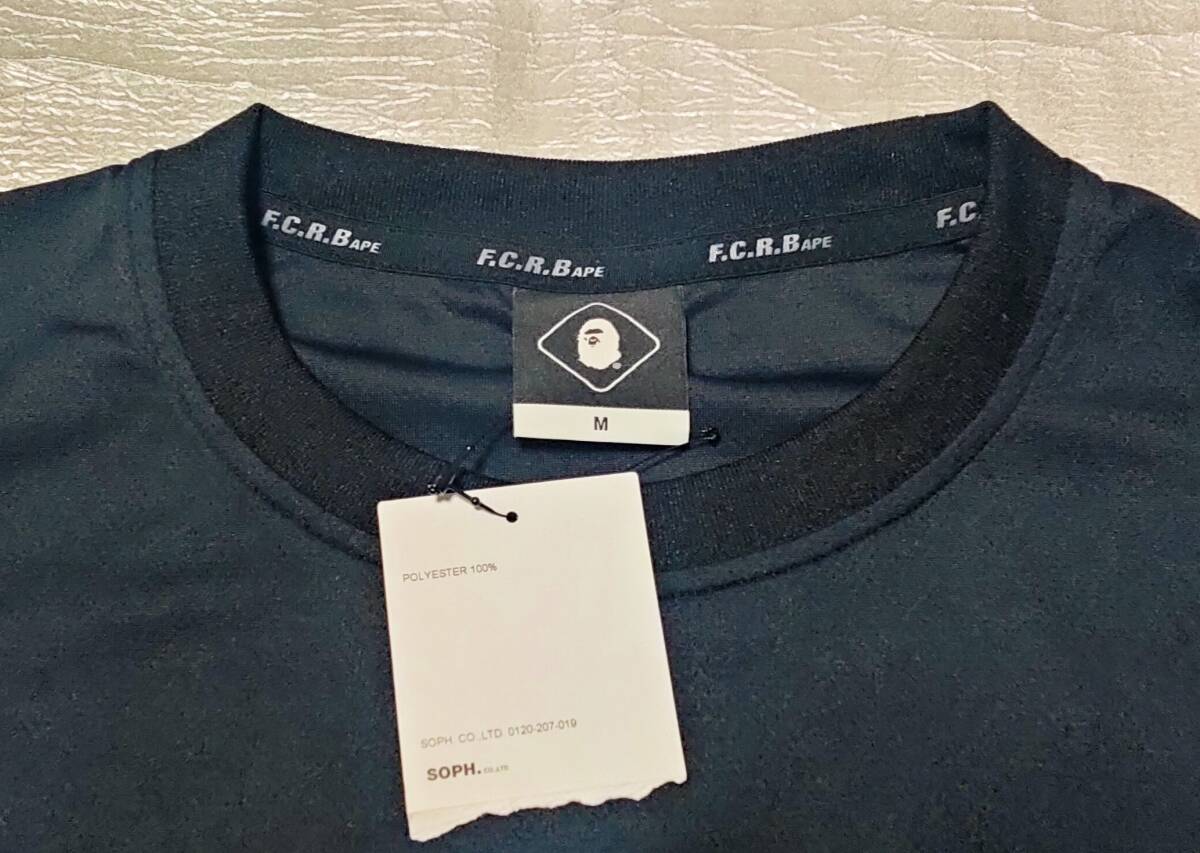 F.C.R.BAPE
F.C.R.BAPE
F.C.R.BAPE
F.C.
M
POLYESTER 100%
SOPH. CO.,LTD. 0120-207-019
SOPH. CO.,LTD.